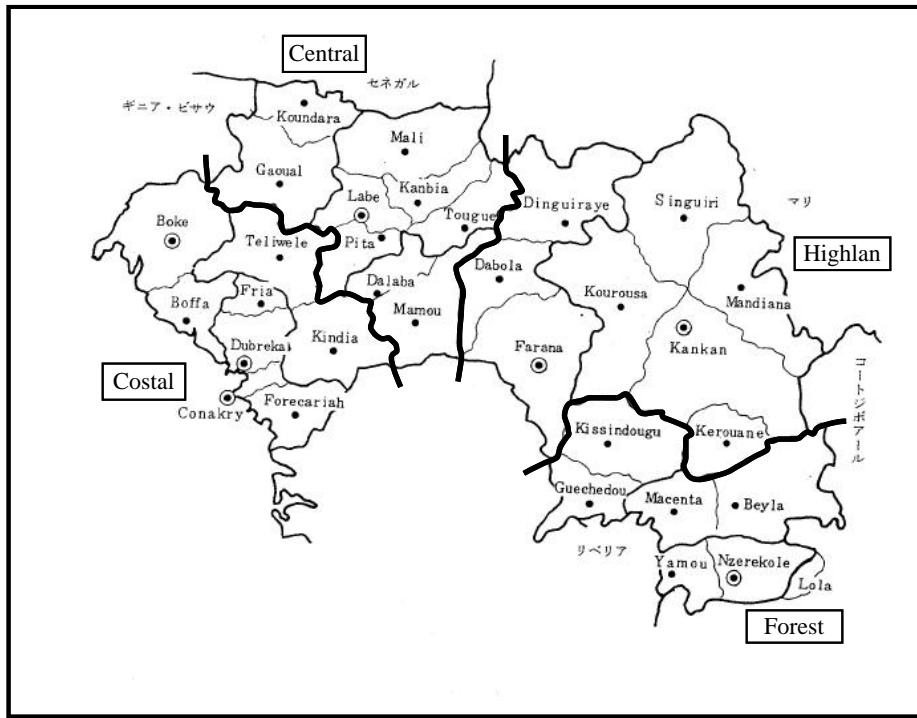 Central
セネガル
ギニア・ビサウ
Koundara
Mali
Gaoual
Kanbia
Labe
Dinguiraye
Singuiri
マリ
Tougue
Boke
Teliwele
Pita
Highlan
Dabola
Dalaba
Fria
Boffa
Kourousa
Mandiana
Mamou
Kindia
Dubreka
Farana
Kankan
コートジボアール
Costal
Conakry
Forecariah
Kissindougu
Kerouane
Guechedou
Macenta
Beyla
リベリア
Yamou
Nzerekole
Lola
Forest